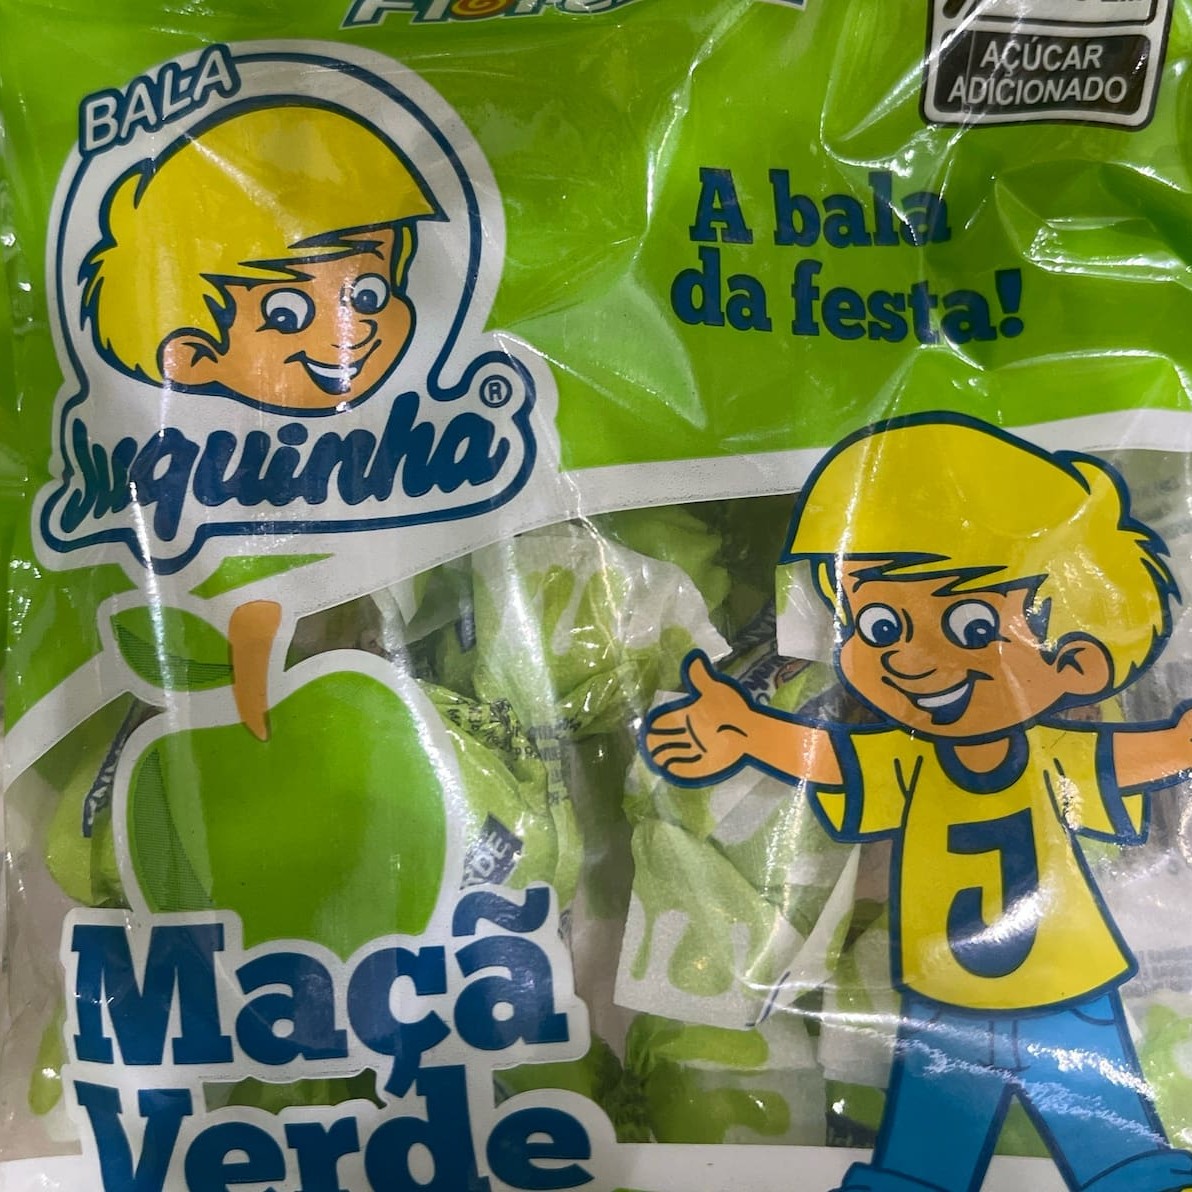 BALA
Juquinha®
AÇÚCAR
ADICIONADO
A bala
da festa!
J
Maçã
Verde